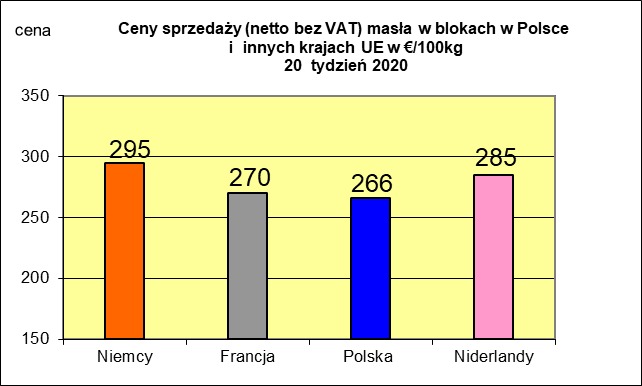 cena
Ceny sprzedaży (netto bez VAT) masła w blokach w Polsce
i innych krajach UE w €/100kg
20 tydzień 2020
350
300
250
200
150
295
270
266
285
Niemcy
Francja
Polska
Niderlandy